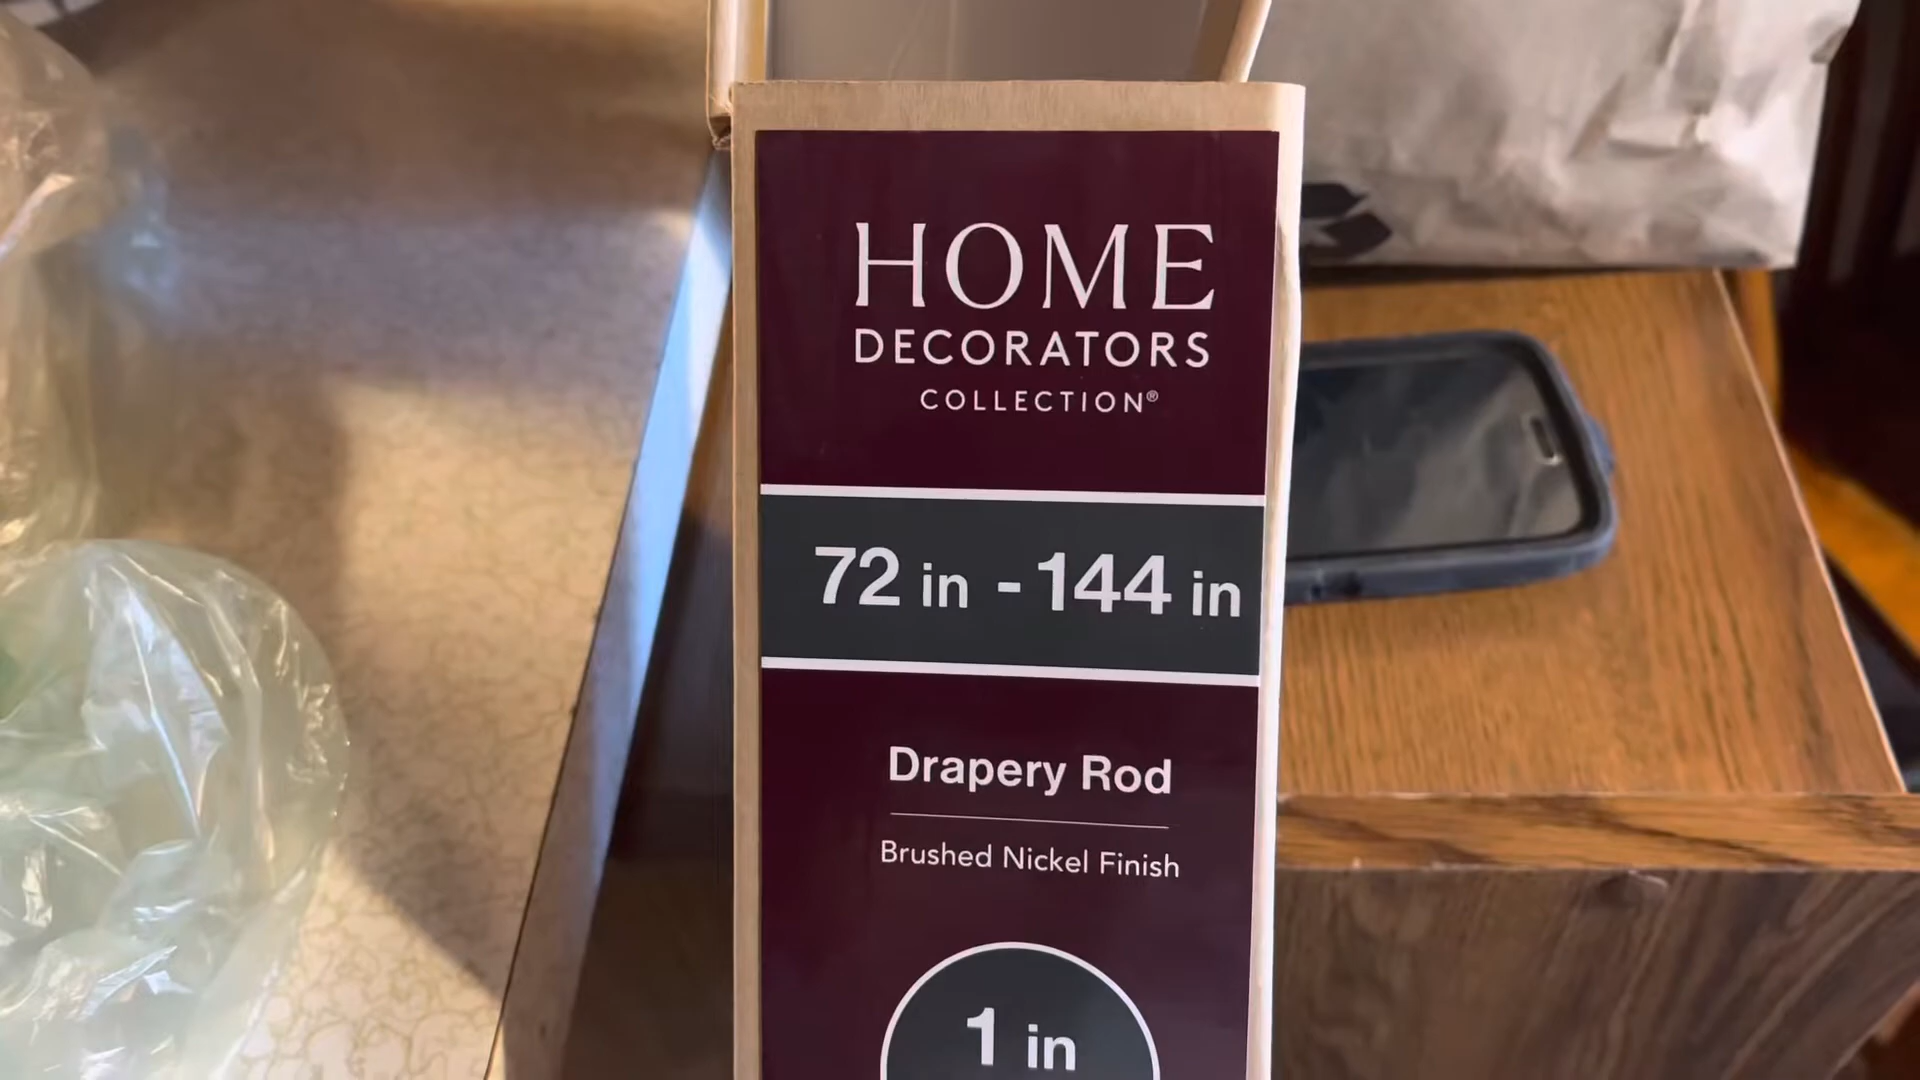 HOME
DECORATORS
COLLECTION®
72 in - 144 in
Drapery Rod
Brushed Nickel Finish
1 in